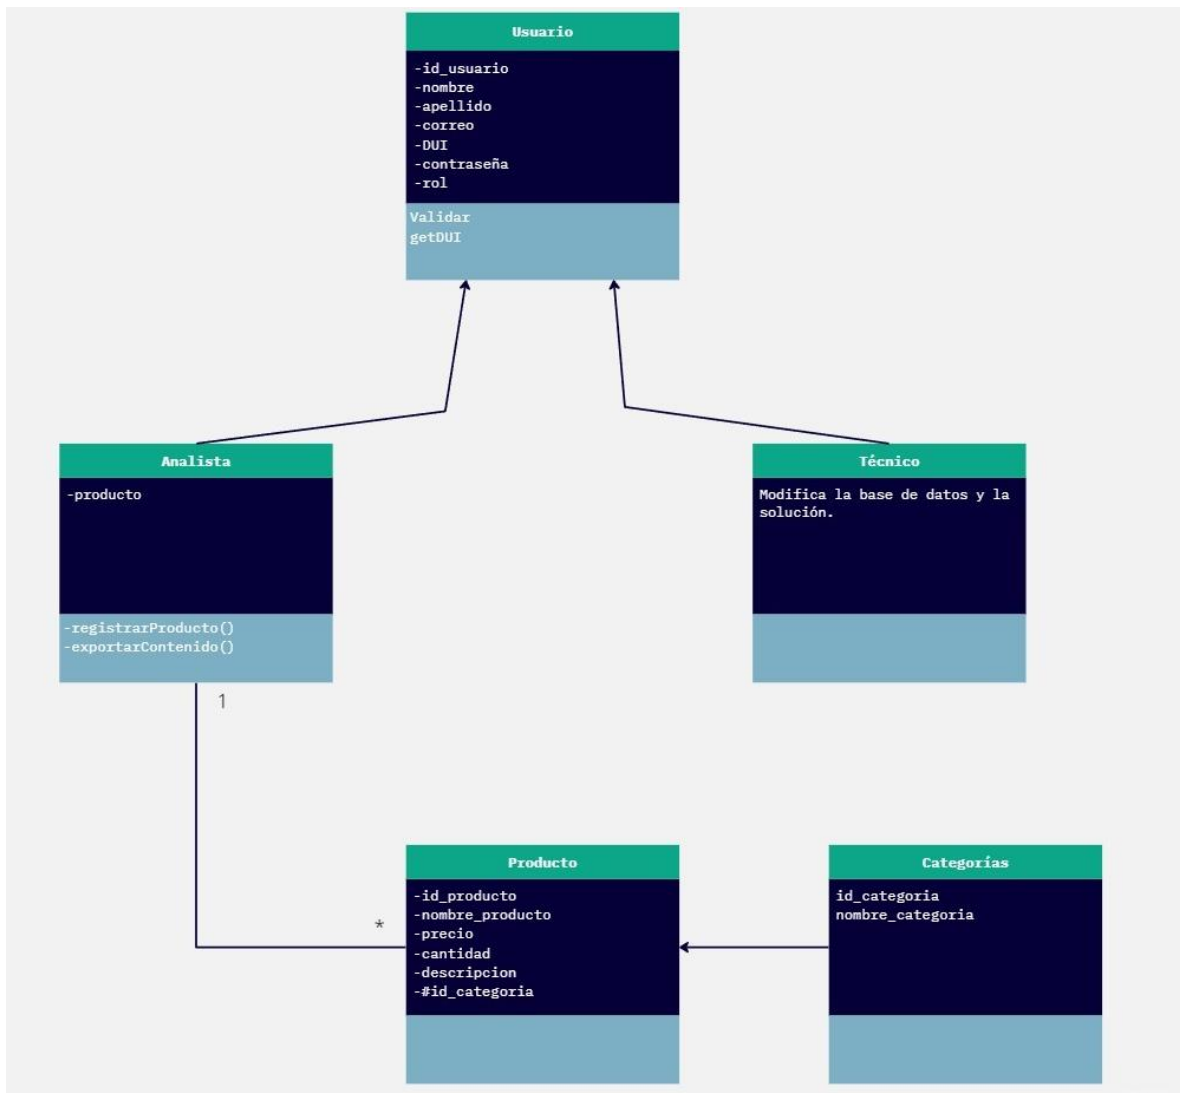 Usuario
-id_usuario
-nombre
-apellido
-correo
-DUI
-contraseña
-rol
Validar
getDUI
Analista
-producto
-registrarProducto()
-exportarContenido()
Técnico
Modifica la base de datos y la
solución.
1
*
Producto
-id_producto
-nombre_producto
-precio
-cantidad
-descripcion
-#id_categoria
Categorías
id_categoria
nombre_categoria